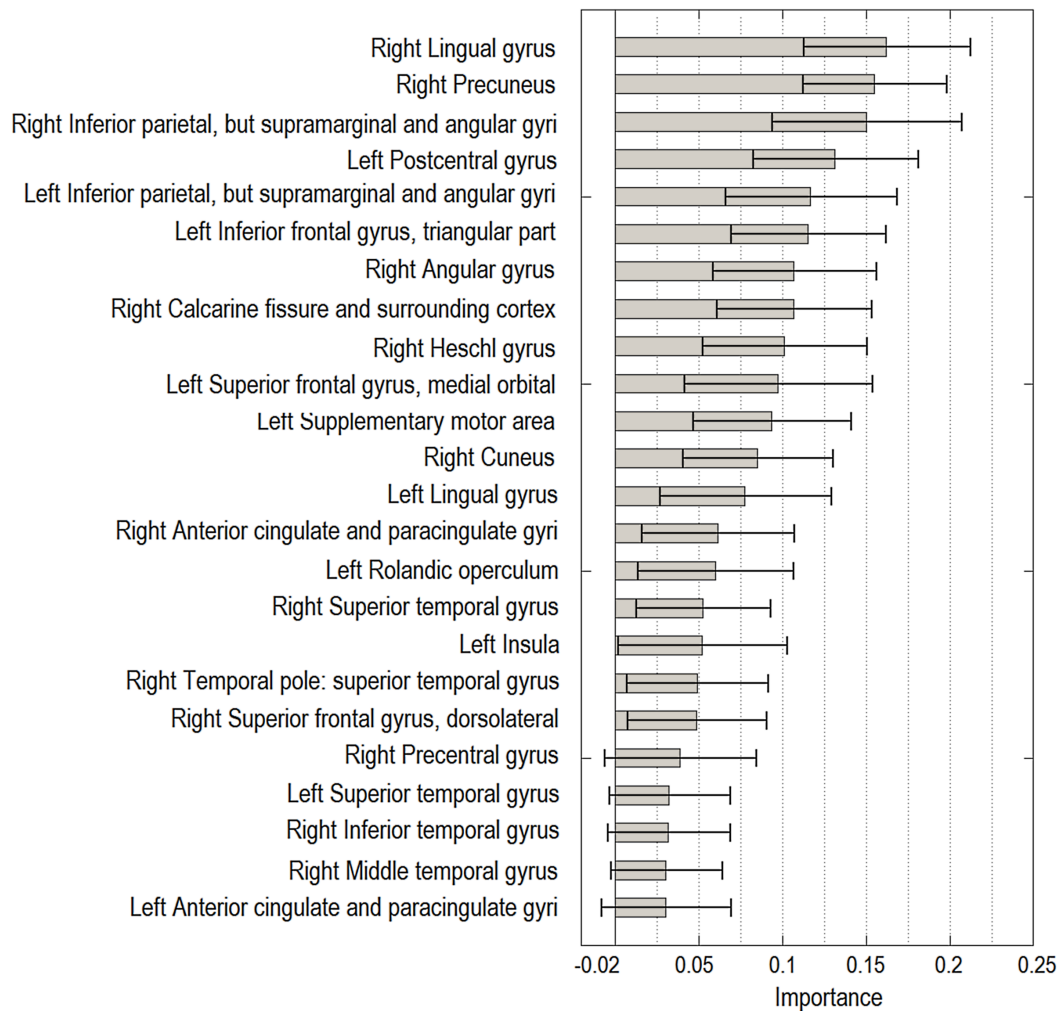 Right Lingual gyrus
Right Precuneus
Right Inferior parietal, but supramarginal and angular gyri
Left Postcentral gyrus
Left Inferior parietal, but supramarginal and angular gyri
Left Inferior frontal gyrus, triangular part
Right Angular gyrus
Right Calcarine fissure and surrounding cortex
Right Heschl gyrus
Left Superior frontal gyrus, medial orbital
Left Supplementary motor area
Right Cuneus
Left Lingual gyrus
Right Anterior cingulate and paracingulate gyri
Left Rolandic operculum
Right Superior temporal gyrus
Left Insula
Right Temporal pole: superior temporal gyrus
Right Superior frontal gyrus, dorsolateral
Right Precentral gyrus
Left Superior temporal gyrus
Right Inferior temporal gyrus
Right Middle temporal gyrus
Left Anterior cingulate and paracingulate gyri
-0.02 0.05 0.1 0.15 0.2 0.25
Importance